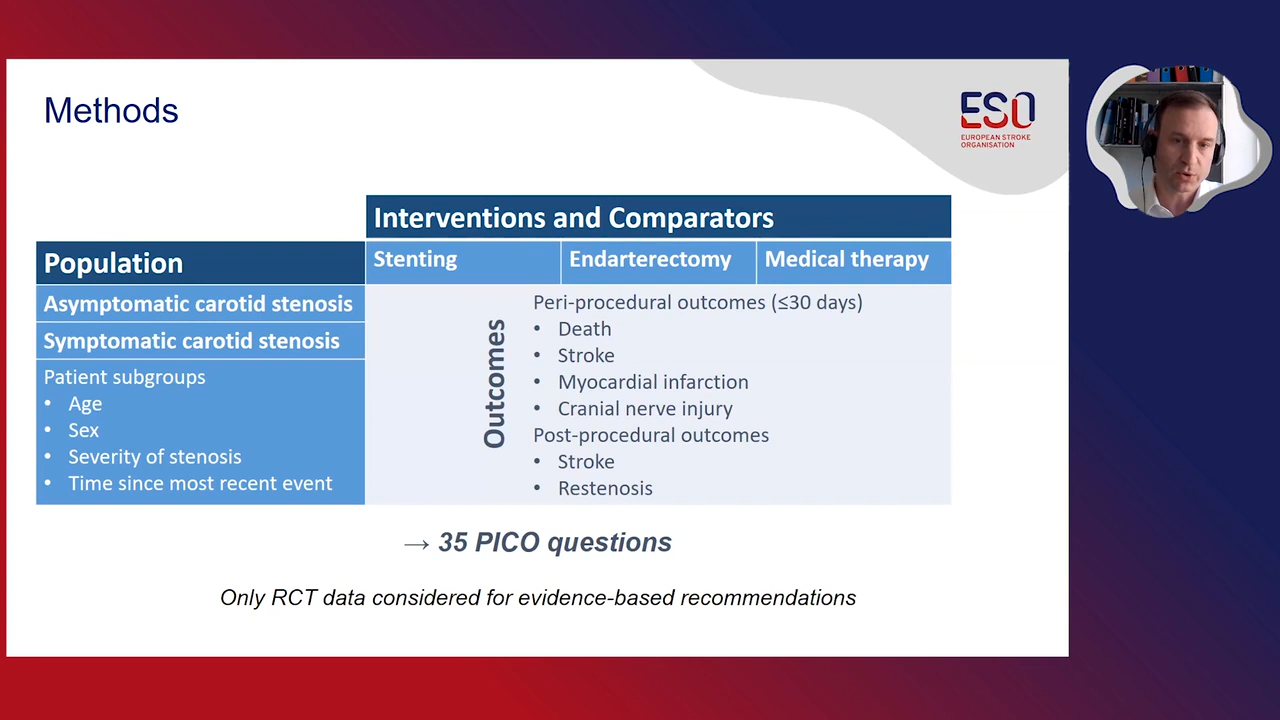 Methods
ESO
EUROPEAN STROKE
ORGANISATION
Interventions and Comparators
Population
Stenting
Endarterectomy
Medical therapy
Asymptomatic carotid stenosis
Symptomatic carotid stenosis
Patient subgroups
• Age
• Sex
• Severity of stenosis
• Time since most recent event
Outcomes
Peri-procedural outcomes (≤30 days)
• Death
• Stroke
• Myocardial infarction
• Cranial nerve injury
Post-procedural outcomes
• Stroke
• Restenosis
→ 35 PICO questions
Only RCT data considered for evidence-based recommendations